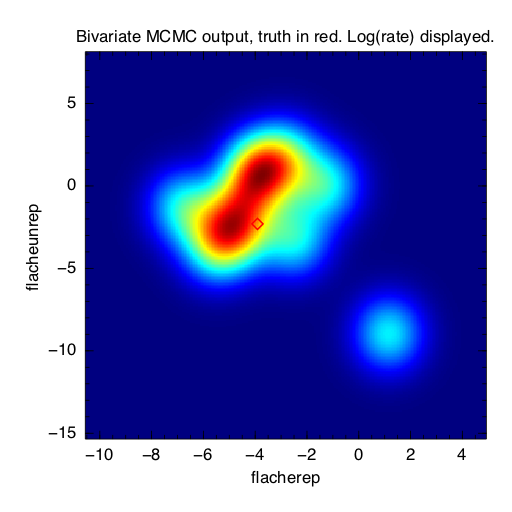 Bivariate MCMC output, truth in red. Log(rate) displayed.
5
0
−5
−10
−15
flacheunrep
−10 −8 −6 −4 −2 0 2 4
flacherep